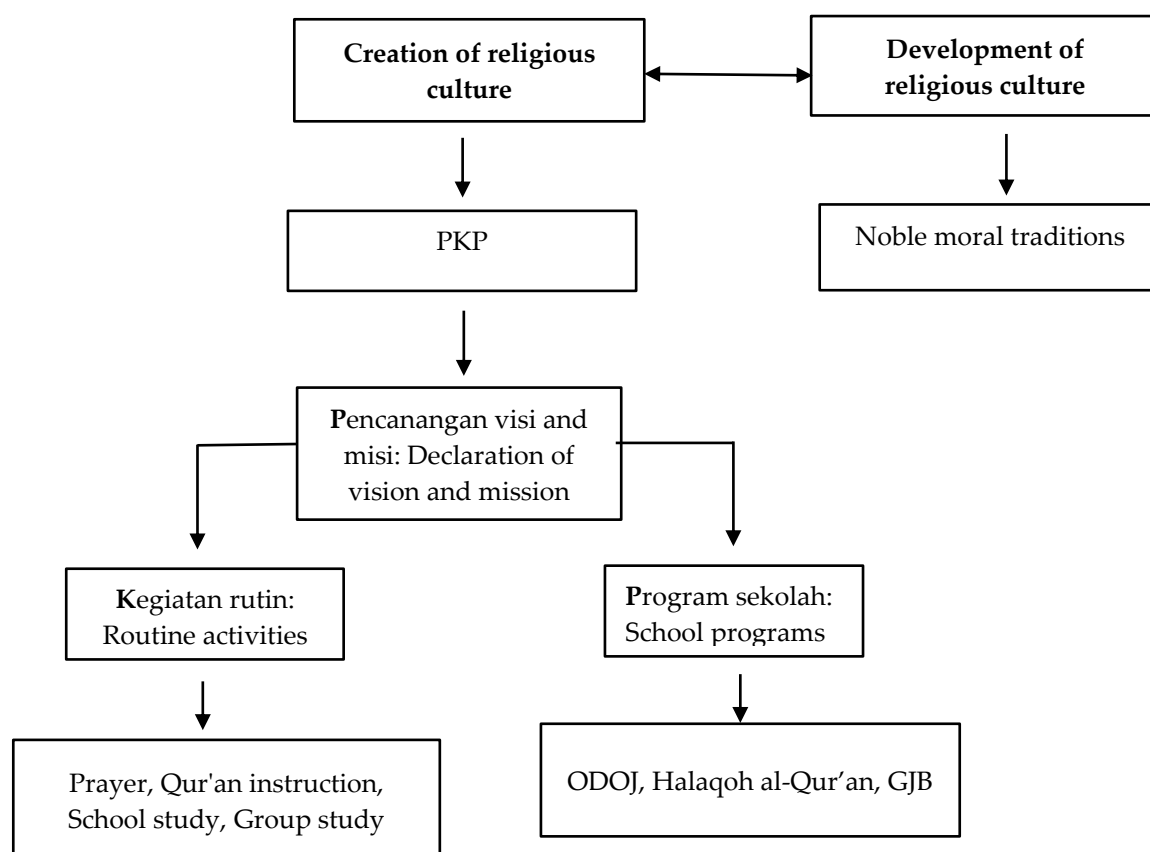 Creation of religious
culture
Development of
religious culture
PKP
Noble moral traditions
Pencanangan visi and
misi: Declaration of
vision and mission
Kegiatan rutin:
Routine activities
Program sekolah:
School programs
Prayer, Qur'an instruction,
School study, Group study
ODOJ, Halaqoh al-Qur’an, GJB